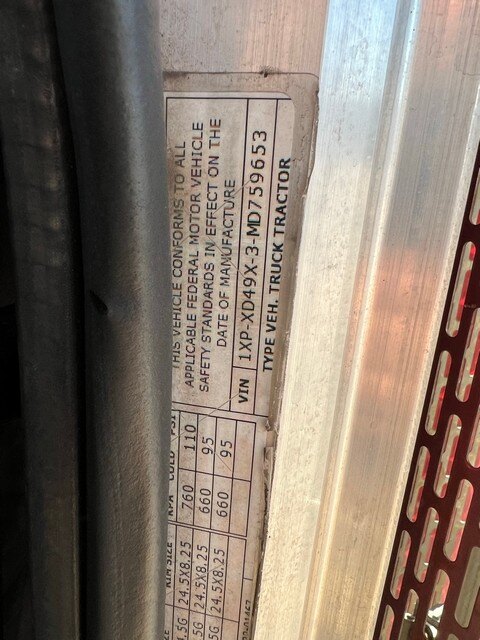 THIS VEHICLE CONFORMS TO ALL
APPLICABLE FEDERAL MOTOR VEHICLE
SAFETY STANDARDS IN EFFECT ON THE
DATE OF MANUFACTURE
VIN 1XP-XD49X-3-MD759653
TYPE VEH. TRUCK TRACTOR
RIM SIZE KPA COLD PSI
24.5X8.25 760 110
24.5X8.25 660 95
24.5X8.25 660 95